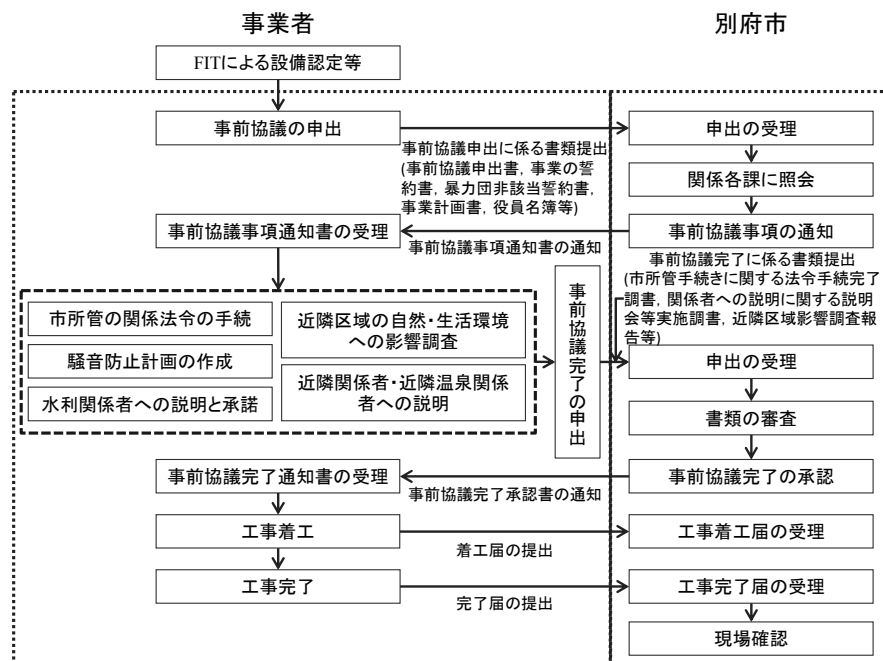 事業者
別府市
FITによる設備認定等
事前協議の申出
申出の受理
事前協議申出に係る書類提出
(事前協議申出書, 事業の誓
約書, 暴力団非該当誓約書,
事業計画書, 役員名簿等)
関係各課に照会
事前協議事項通知書の受理
事前協議事項の通知
事前協議事項通知書の通知
事前協議完了に係る書類提出
(市所管手続きに関する法令手続完了
調書, 関係者への説明に関する説明
会等実施調書, 近隣区域影響調査報
告等)
市所管の関係法令の手続
騒音防止計画の作成
水利関係者への説明と承諾
近隣区域の自然・生活環境
への影響調査
近隣関係者・近隣温泉関係
者への説明
事前協議完了の申出
申出の受理
書類の審査
事前協議完了通知書の受理
事前協議完了の承認
事前協議完了承認書の通知
工事着工
工事着工届の受理
着工届の提出
工事完了
工事完了届の受理
完了届の提出
現場確認